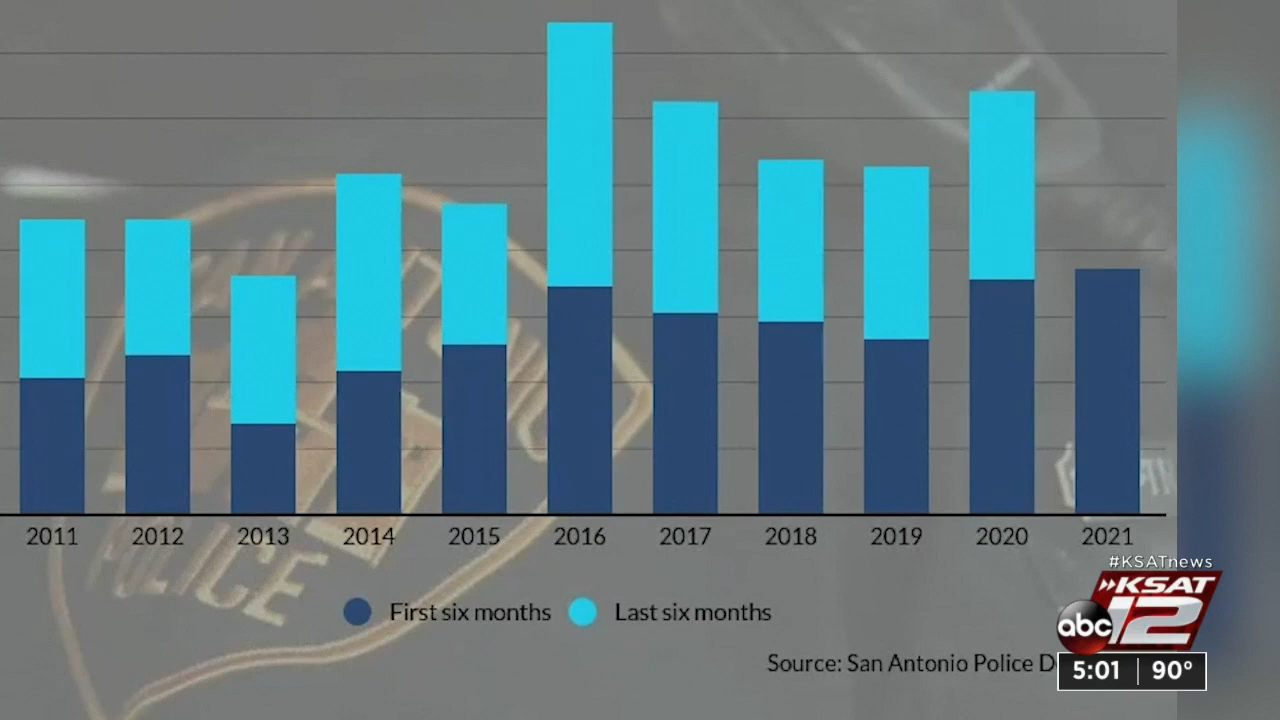 2011 2012 2013 2014 2015 2016 2017 2018 2019 2020 2021
#KSATnews
First six months Last six months
KSAT
abc 12
Source: San Antonio Police D
5:01 90°
POLICE